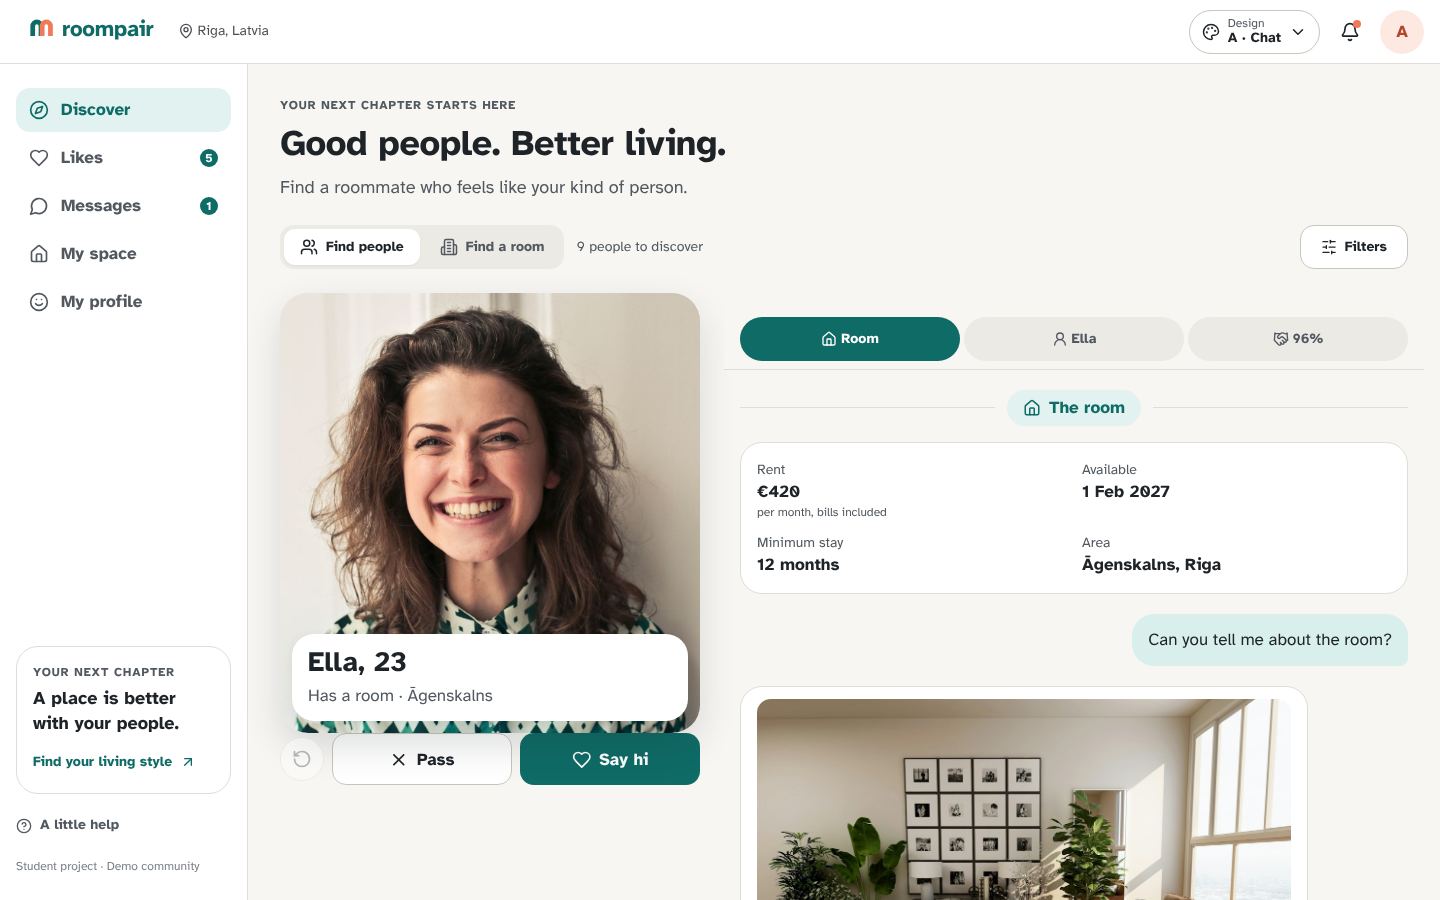 roompair
Riga, Latvia
Design
A · Chat
A
Discover
Likes
5
Messages
1
My space
My profile
YOUR NEXT CHAPTER
A place is better
with your people.
Find your living style
A little help
Student project · Demo community
YOUR NEXT CHAPTER STARTS HERE
Good people. Better living.
Find a roommate who feels like your kind of person.
Find people
Find a room
9 people to discover
Filters
Ella, 23
Has a room · Āgenskalns
Pass
Say hi
Room
Ella
96%
The room
Rent
€420
per month, bills included
Available
1 Feb 2027
Minimum stay
12 months
Area
Āgenskalns, Riga
Can you tell me about the room?